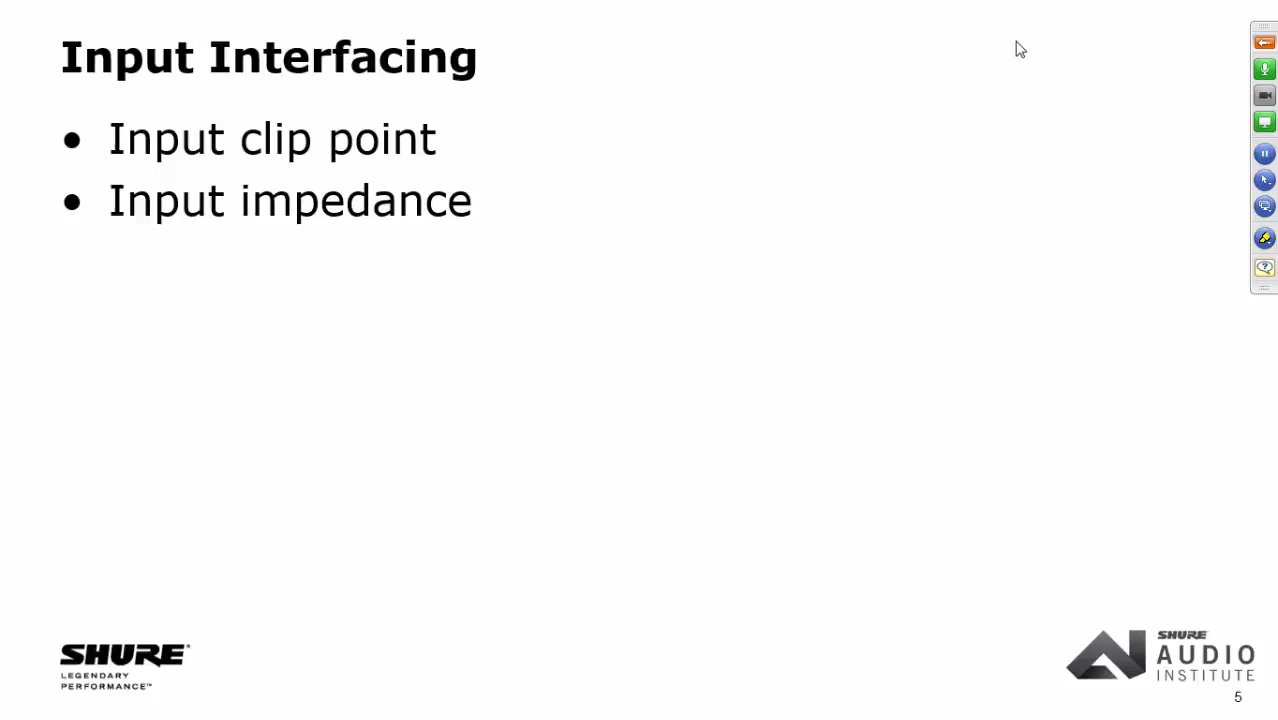 Input Interfacing
• Input clip point
• Input impedance
SHURE
LEGENDARY
PERFORMANCE™
SHURE
AUDIO
INSTITUTE
5